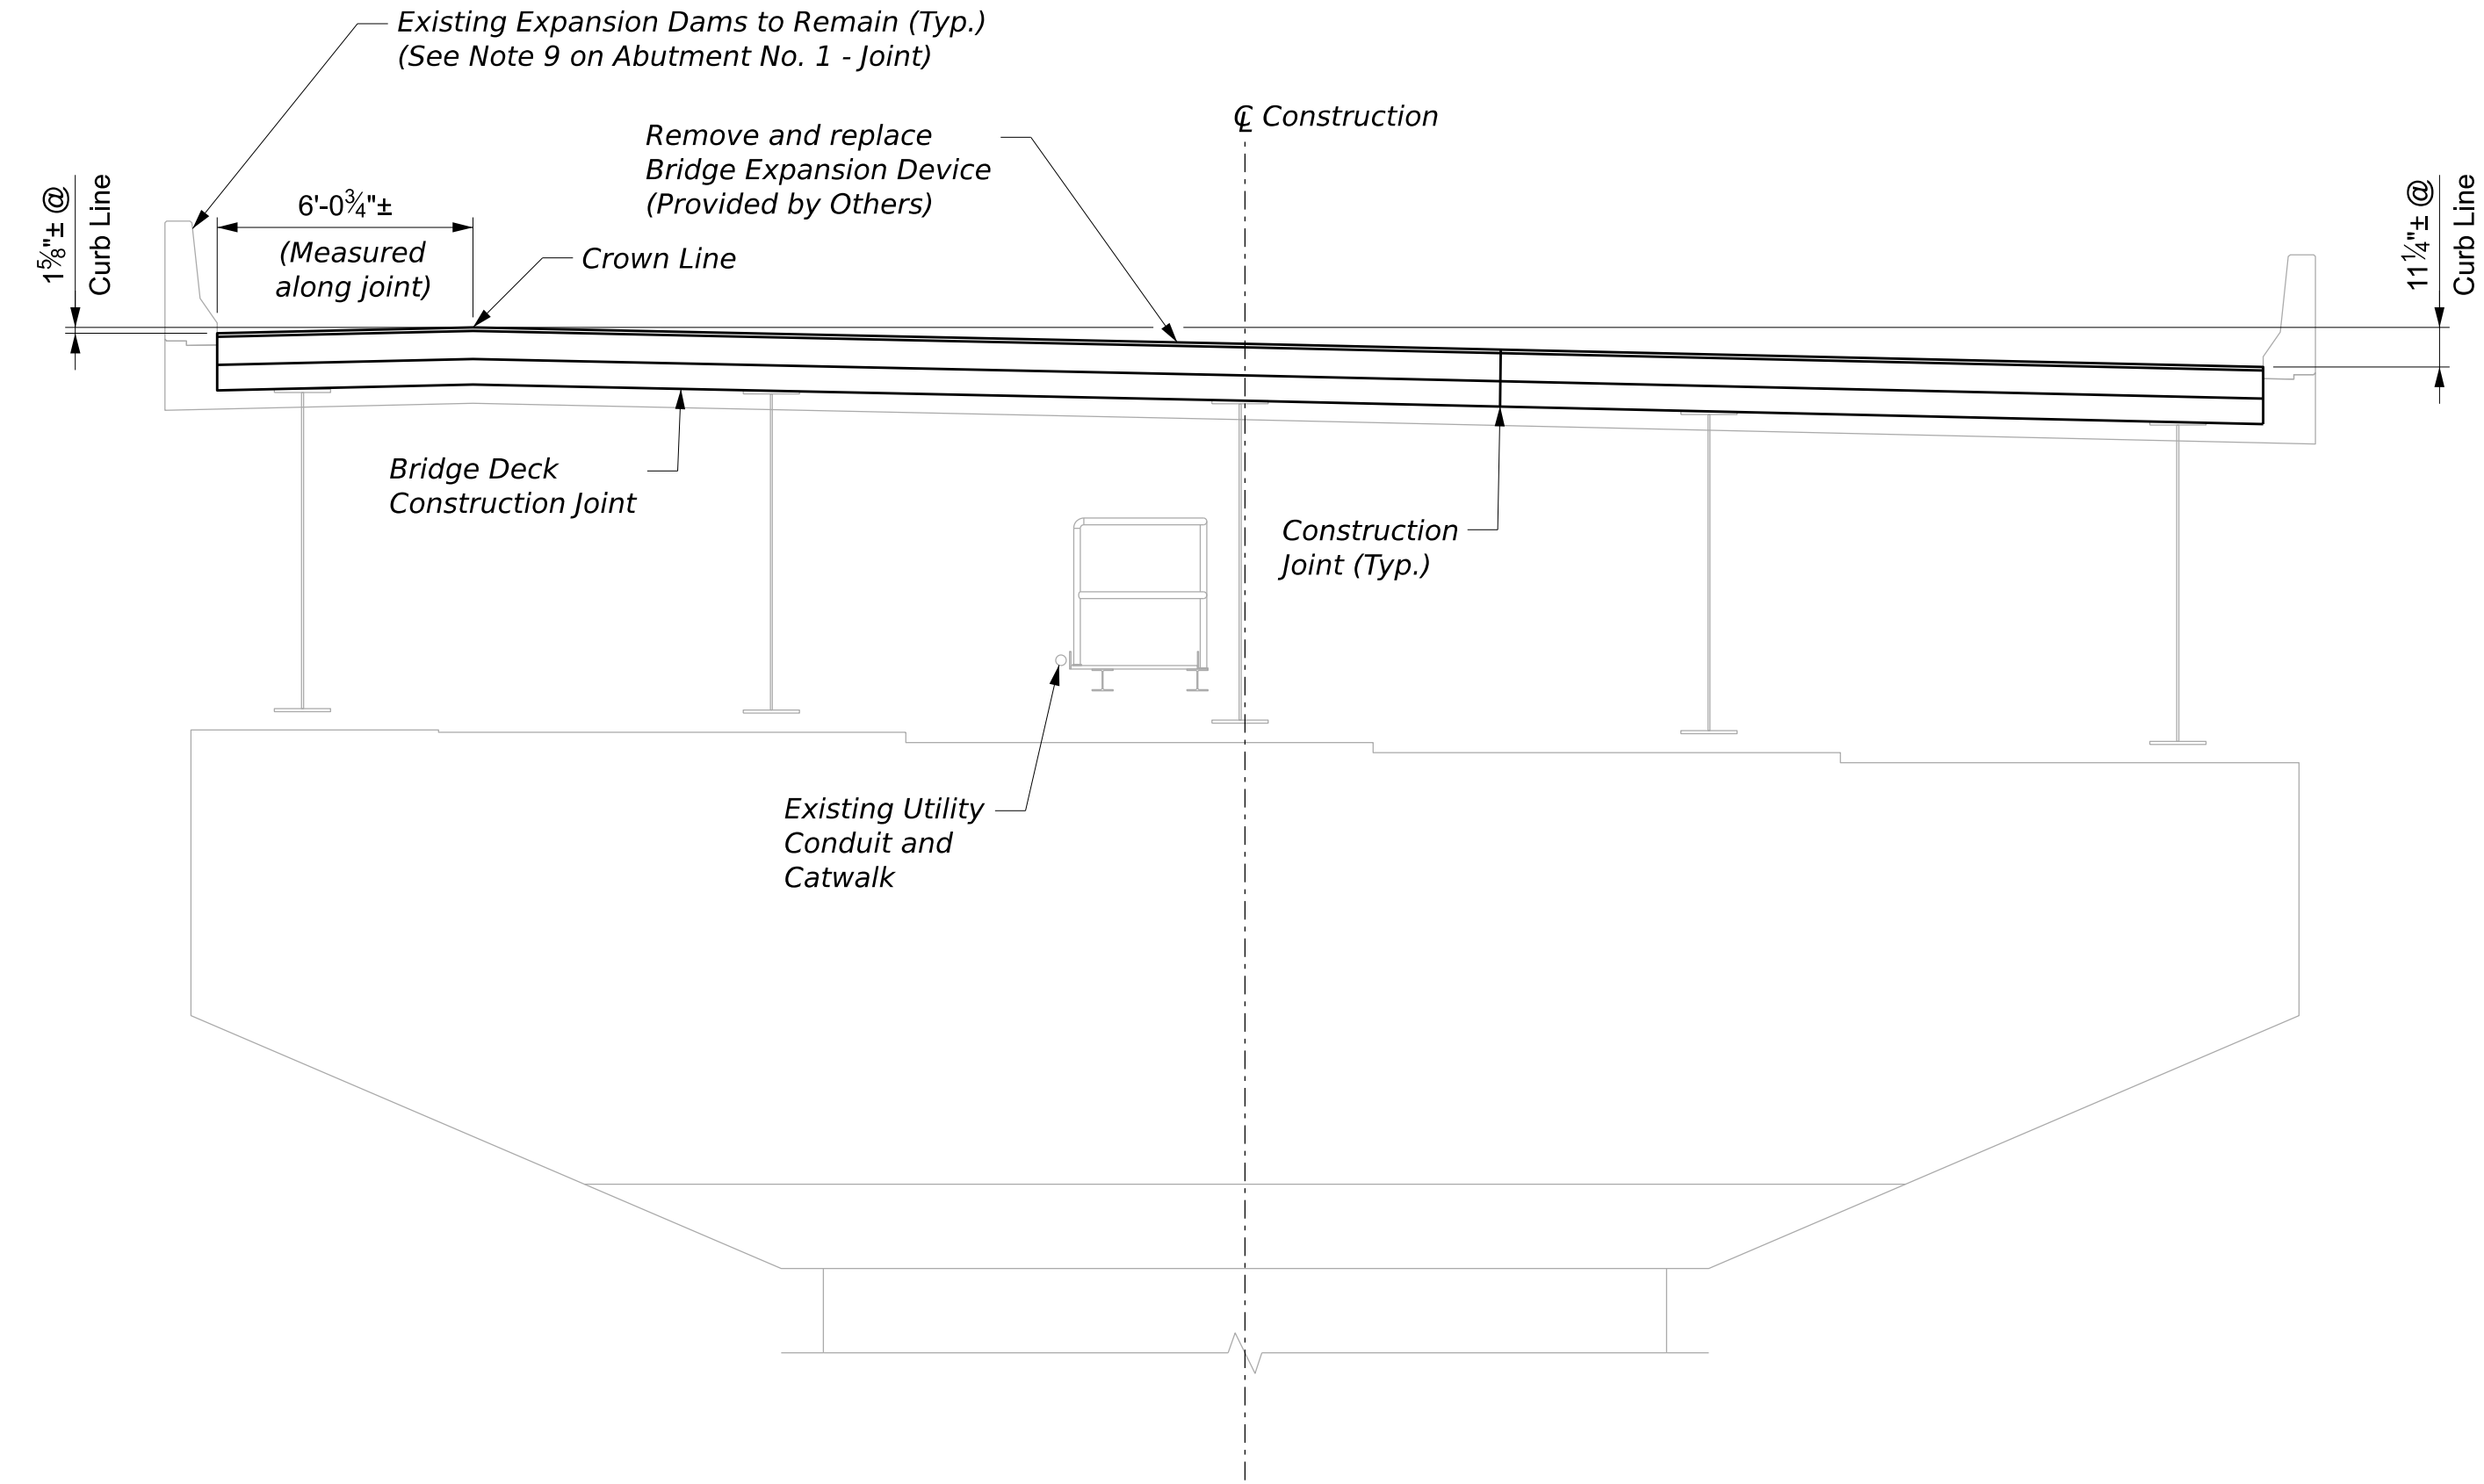 Existing Expansion Dams to Remain (Typ.)
(See Note 9 on Abutment No. 1 - Joint)
℄ Construction
Remove and replace
Bridge Expansion Device
(Provided by Others)
1⅝"± @
Curb Line
6'-0¾"±
(Measured
along joint)
Crown Line
11¼"± @
Curb Line
Bridge Deck
Construction Joint
Construction
Joint (Typ.)
Existing Utility
Conduit and
Catwalk